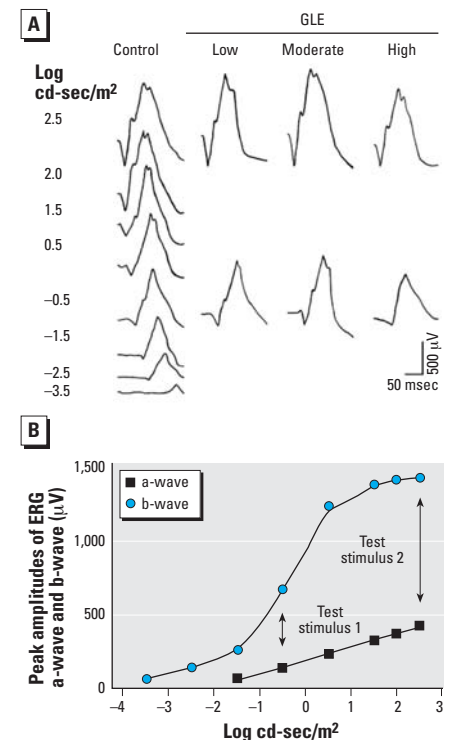 A
GLE
Control Low Moderate High
Log
cd-sec/m2
2.5
2.0
1.5
0.5
−0.5
−1.5
−2.5
−3.5
500 μV
50 msec
B
Peak amplitudes of ERG
a-wave and b-wave (μV)
1,500
1,000
500
0
a-wave
b-wave
Test
stimulus 2
Test
stimulus 1
−4 −3 −2 −1 0 1 2 3
Log cd-sec/m2